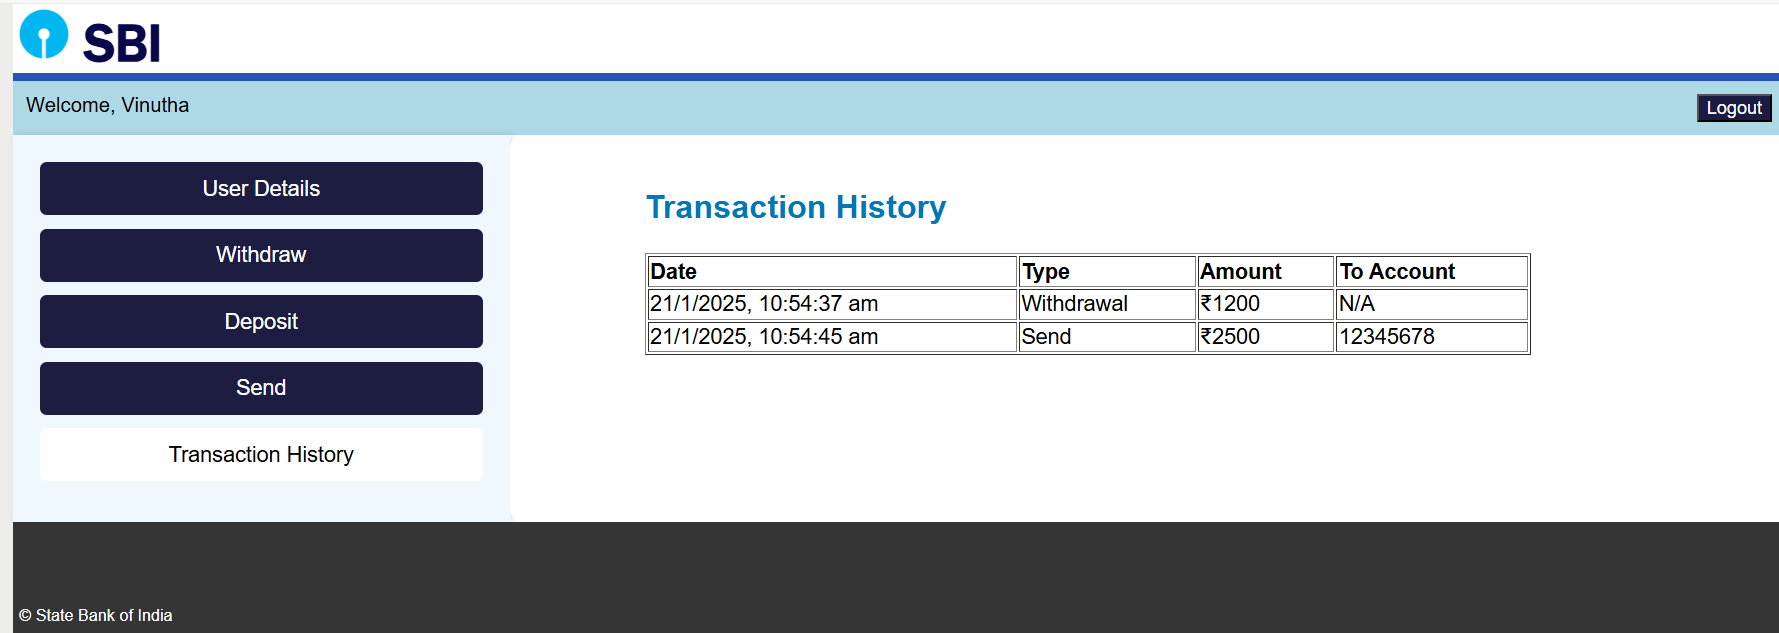 SBI
Welcome, Vinutha
Logout
User Details
Withdraw
Deposit
Send
Transaction History
Transaction History
Date Type Amount To Account
21/1/2025, 10:54:37 am Withdrawal ₹1200 N/A
21/1/2025, 10:54:45 am Send ₹2500 12345678
© State Bank of India